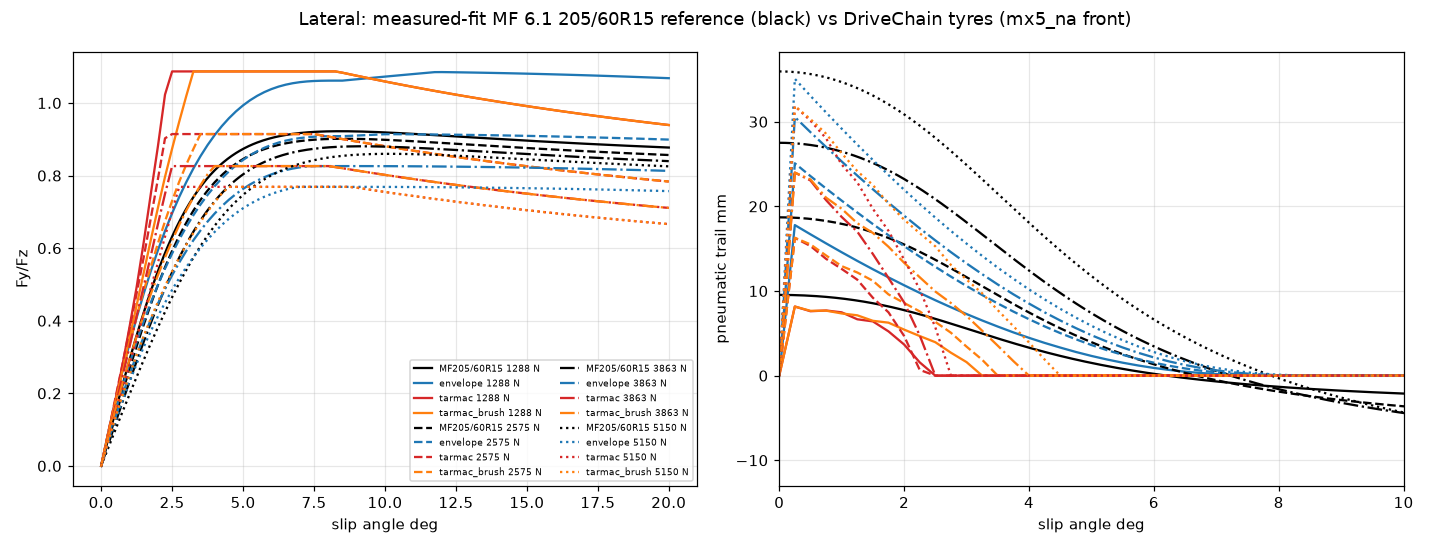 Lateral: measured-fit MF 6.1 205/60R15 reference (black) vs DriveChain tyres (mx5_na front)
Fy/Fz
1.0
0.8
0.6
0.4
0.2
0.0
0.0 2.5 5.0 7.5 10.0 12.5 15.0 17.5 20.0
slip angle deg
MF205/60R15 1288 N
envelope 1288 N
tarmac 1288 N
tarmac_brush 1288 N
MF205/60R15 2575 N
envelope 2575 N
tarmac 2575 N
tarmac_brush 2575 N
MF205/60R15 3863 N
envelope 3863 N
tarmac 3863 N
tarmac_brush 3863 N
MF205/60R15 5150 N
envelope 5150 N
tarmac 5150 N
tarmac_brush 5150 N
pneumatic trail mm
30
20
10
0
−10
0 2 4 6 8 10
slip angle deg